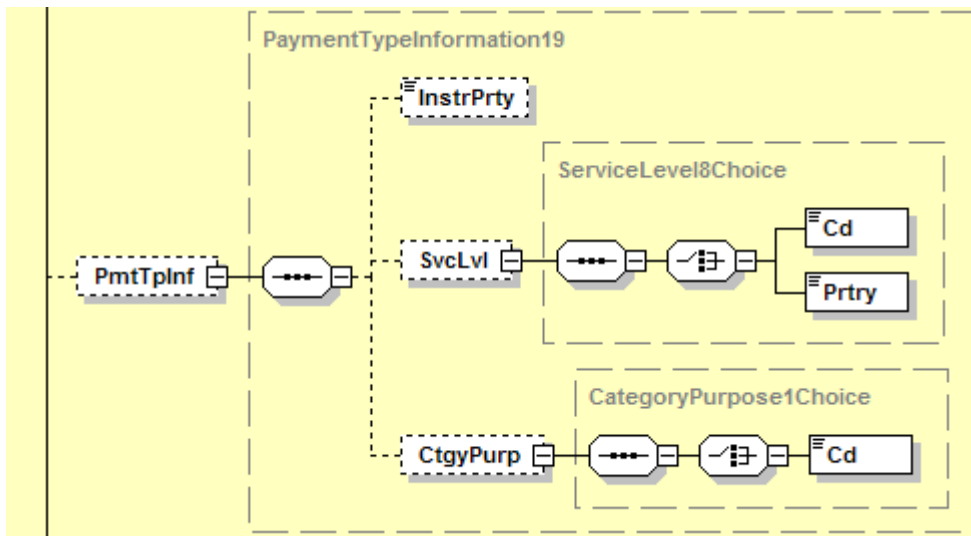 PaymentTypeInformation19
InstrPrty
ServiceLevel8Choice
Cd
PmtTpInf
SvcLvl
Prtry
CategoryPurpose1Choice
CtgyPurp
Cd